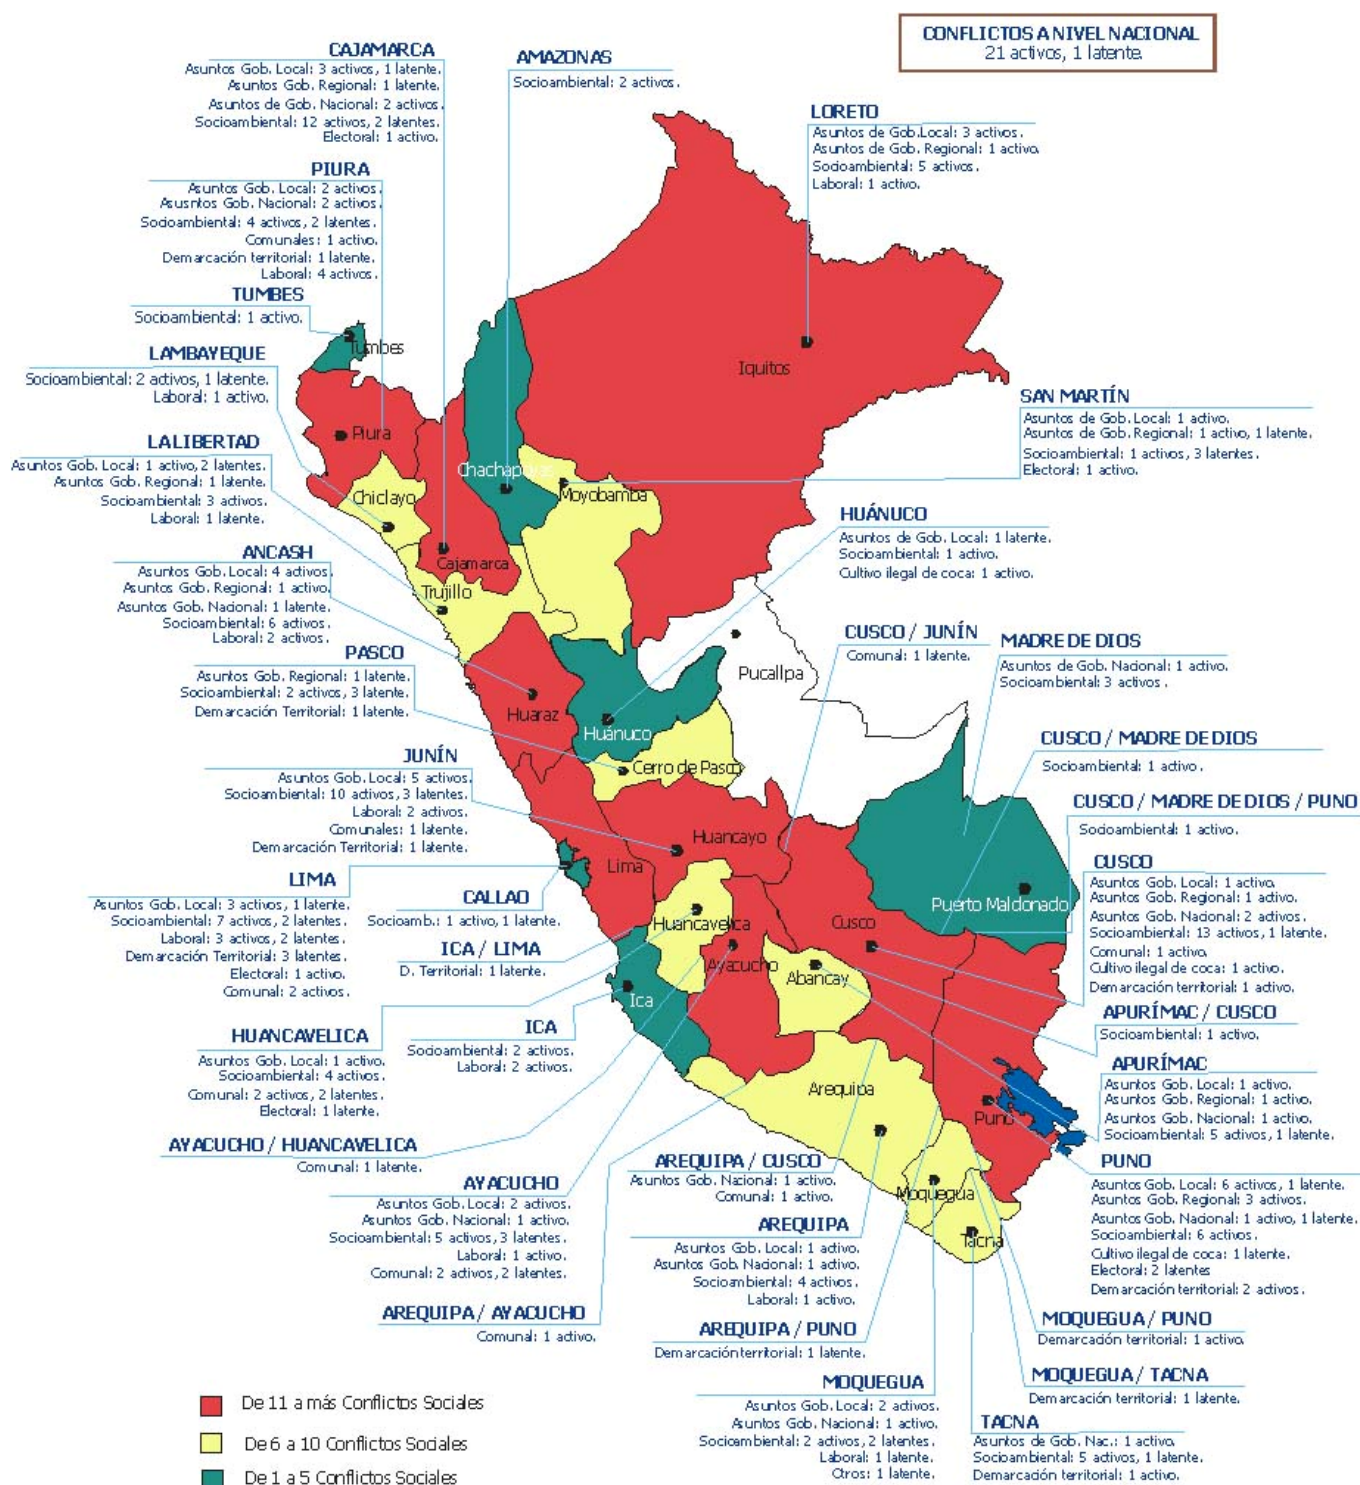 CONFLICTOS A NIVEL NACIONAL
21 activos, 1 latente.
CAJAMARCA
Asuntos Gob. Local: 3 activos, 1 latente.
Asuntos Gob. Regional: 1 latente.
Asuntos de Gob. Nacional: 2 activos.
Socioambiental: 12 activos, 2 latentes.
Electoral: 1 activo.
AMAZONAS
Socioambiental: 2 activos.
LORETO
Asuntos de Gob.Local: 3 activos.
Asuntos de Gob. Regional: 1 activo.
Socioambiental: 5 activos.
Laboral: 1 activo.
PIURA
Asuntos Gob. Local: 2 activos.
Asusntos Gob. Nacional: 2 activos.
Socioambiental: 4 activos, 2 latentes.
Comunales: 1 activo.
Demarcación territorial: 1 latente.
Laboral: 4 activos.
TUMBES
Socioambiental: 1 activo.
LAMBAYEQUE
Socioambiental: 2 activos, 1 latente.
Laboral: 1 activo.
LA LIBERTAD
Asuntos Gob. Local: 1 activo, 2 latentes.
Asuntos Gob. Regional: 1 latente.
Socioambiental: 3 activos.
Laboral: 1 latente.
ANCASH
Asuntos Gob. Local: 4 activos.
Asuntos Gob. Regional: 1 activo.
Asuntos Gob. Nacional: 1 latente.
Socioambiental: 6 activos.
Laboral: 2 activos.
PASCO
Asuntos Gob. Regional: 1 latente.
Socioambiental: 2 activos, 3 latente.
Demarcación Territorial: 1 latente.
JUNÍN
Asuntos Gob. Local: 5 activos.
Socioambiental: 10 activos, 3 latentes.
Laboral: 2 activos.
Comunales: 1 latente.
Demarcación Territorial: 1 latente.
LIMA
Asuntos Gob. Local: 3 activos, 1 latente.
Socioambiental: 7 activos, 2 latentes.
Laboral: 3 activos, 2 latentes.
Demarcación Territorial: 3 latentes.
Electoral: 1 activo.
Comunal: 2 activos.
CALLAO
Socioamb.: 1 activo, 1 latente.
ICA / LIMA
D. Territorial: 1 latente.
ICA
Socioambiental: 2 activos.
Laboral: 2 activos.
HUANCAVELICA
Asuntos Gob. Local: 1 activo.
Socioambiental: 4 activos.
Comunal: 2 activos, 2 latentes.
Electoral: 1 latente.
AYACUCHO / HUANCAVELICA
Comunal: 1 latente.
AYACUCHO
Asuntos Gob. Local: 2 activos.
Asuntos Gob. Nacional: 1 activo.
Socioambiental: 5 activos, 3 latentes.
Laboral: 1 activo.
Comunal: 2 activos, 2 latentes.
AREQUIPA / AYACUCHO
Comunal: 1 activo.
AREQUIPA / CUSCO
Asuntos Gob. Nacional: 1 activo.
Comunal: 1 activo.
AREQUIPA
Asuntos Gob. Local: 1 activo.
Asuntos Gob. Nacional: 1 activo.
Socioambiental: 4 activos.
Laboral: 1 activo.
AREQUIPA / PUNO
Demarcación territorial: 1 latente.
MOQUEGUA
Asuntos Gob. Local: 2 activos.
Asuntos Gob. Nacional: 1 activo.
Socioambiental: 2 activos, 2 latentes.
Laboral: 1 latente.
Otros: 1 latente.
SAN MARTÍN
Asuntos de Gob. Local: 1 activo.
Asuntos de Gob. Regional: 1 activo, 1 latente.
Socioambiental: 1 activos, 3 latentes.
Electoral: 1 activo.
HUÁNUCO
Asuntos de Gob. Local: 1 latente.
Socioambiental: 1 activo.
Cultivo ilegal de coca: 1 activo.
CUSCO / JUNÍN
Comunal: 1 latente.
MADRE DE DIOS
Asuntos de Gob. Nacional: 1 activo.
Socioambiental: 3 activos.
CUSCO / MADRE DE DIOS
Socioambiental: 1 activo.
CUSCO / MADRE DE DIOS / PUNO
Socioambiental: 1 activo.
CUSCO
Asuntos Gob. Local: 1 activo.
Asuntos Gob. Regional: 1 activo.
Asuntos Gob. Nacional: 2 activos.
Socioambiental: 13 activos, 1 latente.
Comunal: 1 activo.
Cultivo ilegal de coca: 1 activo.
Demarcación territorial: 1 activo.
APURÍMAC / CUSCO
Socioambiental: 1 activo.
APURÍMAC
Asuntos Gob. Local: 1 activo.
Asuntos Gob. Regional: 1 activo.
Asuntos Gob. Nacional: 1 activo.
Socioambiental: 5 activos, 1 latente.
PUNO
Asuntos Gob. Local: 6 activos, 1 latente.
Asuntos Gob. Regional: 3 activos.
Asuntos Gob. Nacional: 1 activo, 1 latente.
Socioambiental: 6 activos.
Cultivo ilegal de coca: 1 latente.
Electoral: 2 latentes
Demarcación territorial: 2 activos.
MOQUEGUA / PUNO
Demarcación territorial: 1 activo.
MOQUEGUA / TACNA
Demarcación territorial: 1 latente.
TACNA
Asuntos de Gob. Nac.: 1 activo.
Socioambiental: 5 activos, 1 latente.
Demarcación territorial: 1 activo.
Tumbes
Piura
Iquitos
Chachapoyas
Chiclayo
Moyobamba
Cajamarca
Trujillo
Pucallpa
Huaraz
Huánuco
Cerro de Pasco
Huancayo
Lima
Puerto Maldonado
Huancavelica
Cusco
Ayacucho
Abancay
Ica
Arequipa
Puno
Moquegua
Tacna
De 11 a más Conflictos Sociales
De 6 a 10 Conflictos Sociales
De 1 a 5 Conflictos Sociales